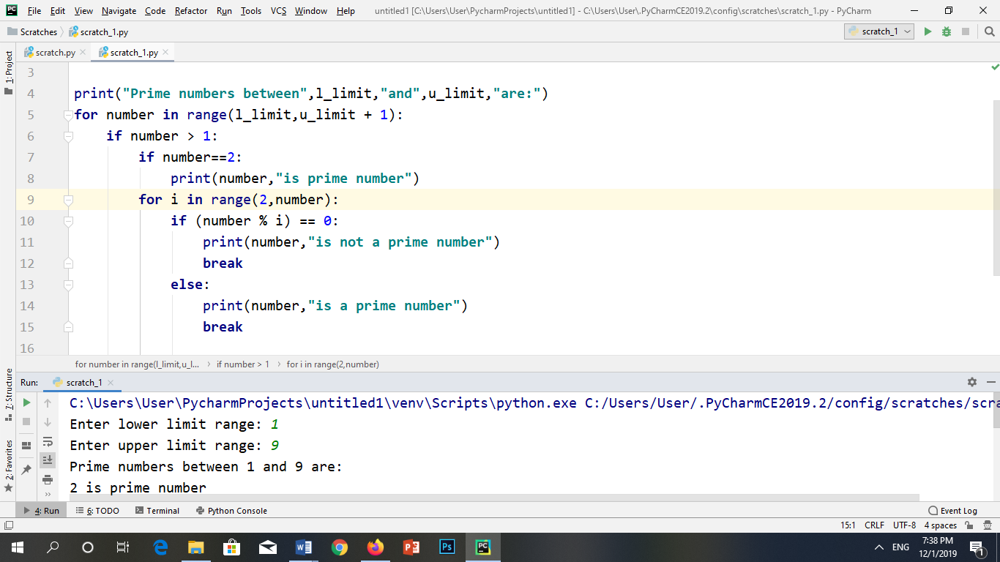 File Edit View Navigate Code Refactor Run Tools VCS Window Help untitled1 [C:\Users\User\PycharmProjects\untitled1] - C:\Users\User\.PyCharmCE2019.2\config\scratches\scratch_1.py - PyCharm
Scratches scratch_1.py scratch_1
scratch.py scratch_1.py
1: Project
3
4 print("Prime numbers between",l_limit,"and",u_limit,"are:")
5 for number in range(l_limit,u_limit + 1):
6     if number > 1:
7         if number==2:
8             print(number,"is prime number")
9         for i in range(2,number):
10             if (number % i) == 0:
11                 print(number,"is not a prime number")
12                 break
13             else:
14                 print(number,"is a prime number")
15                 break
16
for number in range(l_limit,u_l... if number > 1 for i in range(2,number)
7: Structure
2: Favorites
Run: scratch_1
C:\Users\User\PycharmProjects\untitled1\venv\Scripts\python.exe C:/Users/User/.PyCharmCE2019.2/config/scratches/scra
Enter lower limit range: 1
Enter upper limit range: 9
Prime numbers between 1 and 9 are:
2 is prime number
4: Run 6: TODO Terminal Python Console Event Log
15:1 CRLF UTF-8 4 spaces
ENG 7:38 PM
12/1/2019
1